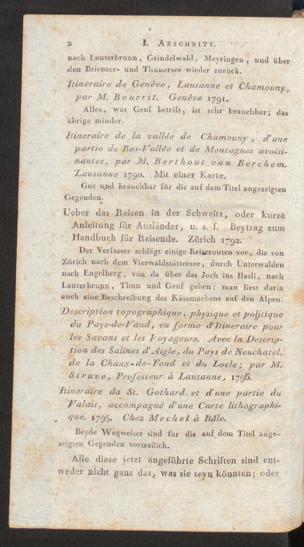 2 I. ABSCHNITT.
nach Lauterbrunn, Grindelwald, Meyringen, und über
den Brienzer- und Thunersee wieder zurück.
Itineraire de Genêve, Lausanne et Chamouny,
par M. Bourrit. Genêve 1791.
Alles, was Genf betrift, ist sehr brauchbar; das
übrige minder.
Itineraire de la vallée de Chamouny, d'une
partie de Bas-Vallée et de Montagnes avoisi-
nantes, par M. Berthout van Berchem.
Lausanne 1790. Mit einer Karte.
Gut und brauchbar für die auf dem Titel angezeigten
Gegenden.
Ueber das Reisen in der Schweitz, oder kurze
Anleitung für Ausländer, u. s. f. Beytrag zum
Handbuch für Reisende. Zürich 1792.
Der Verfasser schlägt einige Reiserouten vor, die von
Zürich nach dem Vierwaldstättersee, durch Unterwalden
nach Engelberg, von da über das Joch ins Hasli, nach
Lauterbrunn, Thun und Genf gehen; man liest darin
auch eine Beschreibung des Käsemachens auf den Alpen.
Description topographique, physique et politique
du Pays-de-Vaud, en forme d'Itineraire pour
les Savans et les Voyageurs. Avec la Descrip-
tion des Salines d'Aigle, du Pays de Neuchatel,
de la Chaux-de-Fond et du Locle; par M.
Struve, Professeur à Lausanne, 1796.
Itineraire du St. Gothard et d'une partie du
Valais, accompagné d'une Carte lithographi-
que. 1795. Chez Mechel à Bâle.
Beyde Wegweiser sind für die auf dem Titel ange-
zeigten Gegenden vortreflich.
Alle diese jetzt angeführte Schriften sind ent-
weder nicht ganz das, was sie seyn könnten; oder